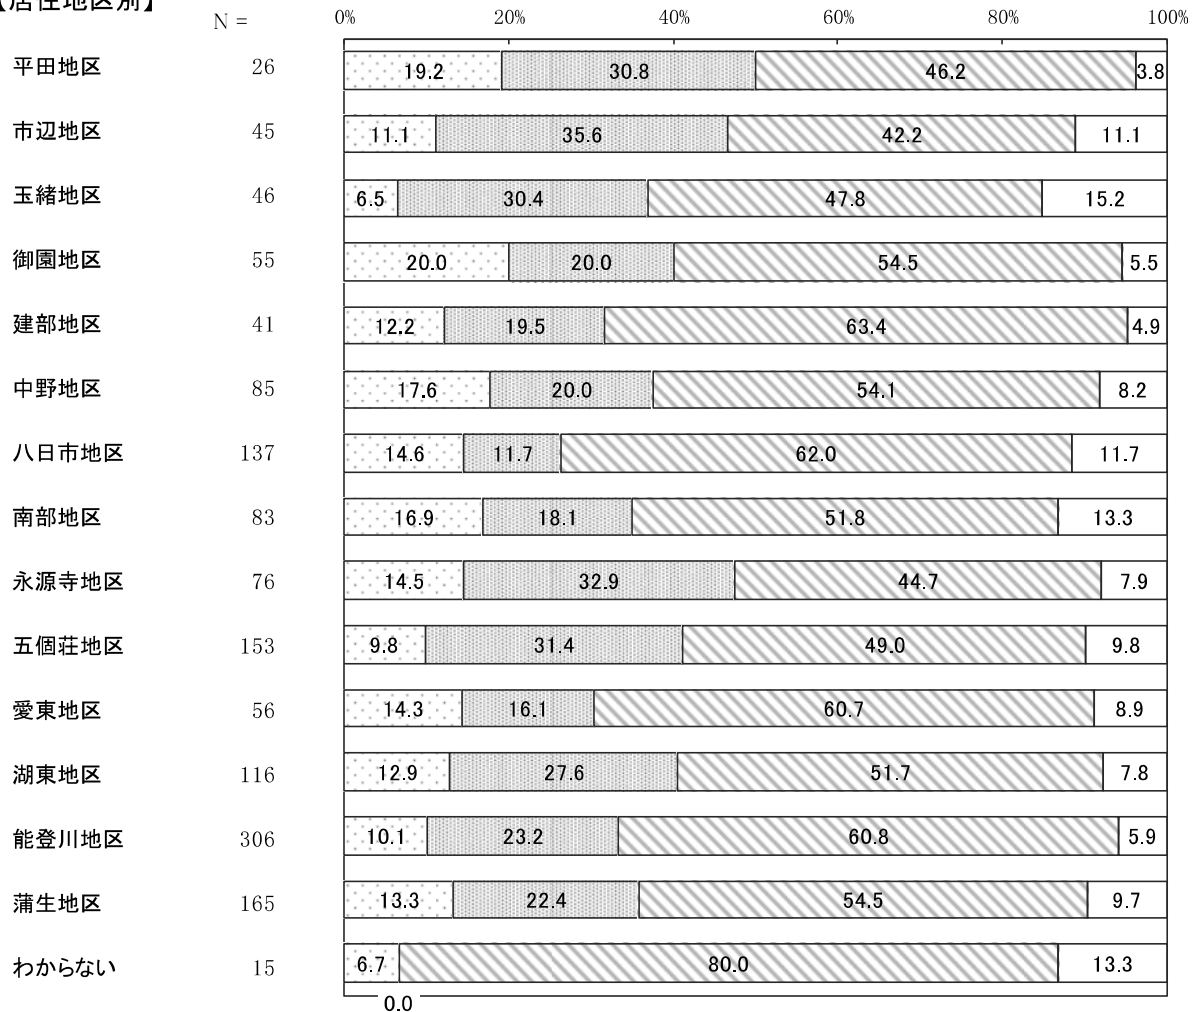 【居住地区別】
N = 0% 20% 40% 60% 80% 100%
平田地区 26 19.2 30.8 46.2 3.8
市辺地区 45 11.1 35.6 42.2 11.1
玉緒地区 46 6.5 30.4 47.8 15.2
御園地区 55 20.0 20.0 54.5 5.5
建部地区 41 12.2 19.5 63.4 4.9
中野地区 85 17.6 20.0 54.1 8.2
八日市地区 137 14.6 11.7 62.0 11.7
南部地区 83 16.9 18.1 51.8 13.3
永源寺地区 76 14.5 32.9 44.7 7.9
五個荘地区 153 9.8 31.4 49.0 9.8
愛東地区 56 14.3 16.1 60.7 8.9
湖東地区 116 12.9 27.6 51.7 7.8
能登川地区 306 10.1 23.2 60.8 5.9
蒲生地区 165 13.3 22.4 54.5 9.7
わからない 15 6.7 80.0 13.3
0.0